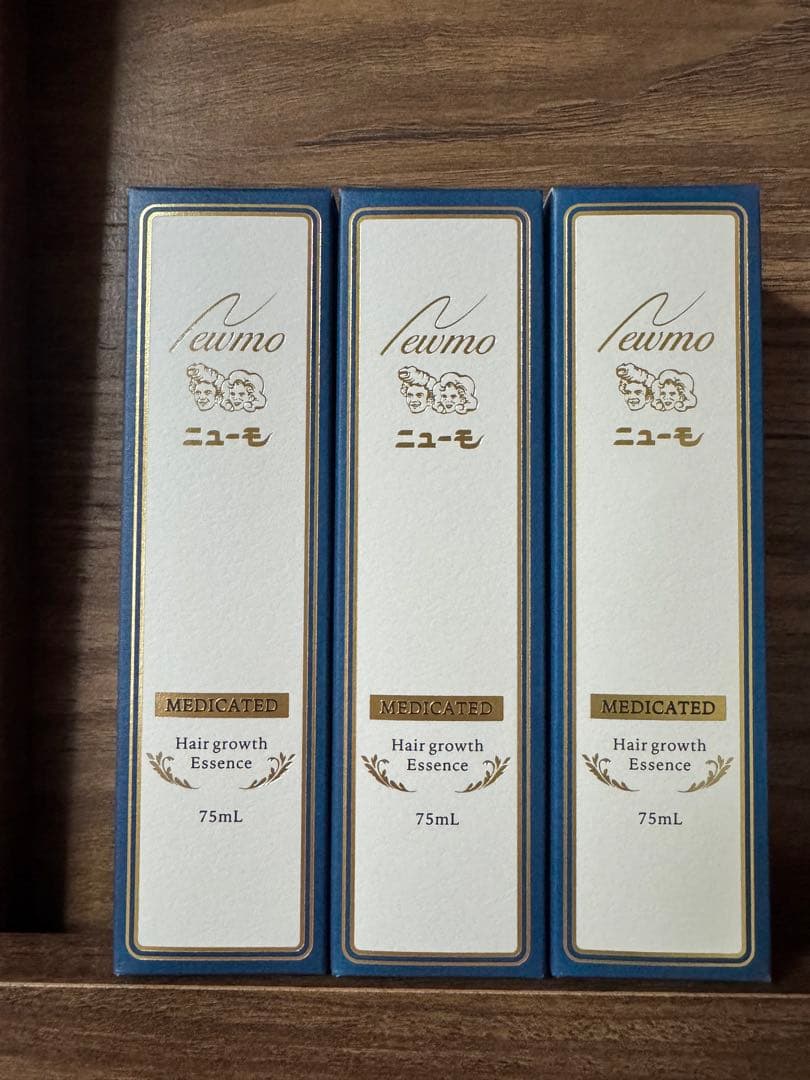 Newmo
ニューモ
MEDICATED
Hair growth
Essence
75mL
Newmo
ニューモ
MEDICATED
Hair growth
Essence
75mL
Newmo
ニューモ
MEDICATED
Hair growth
Essence
75mL